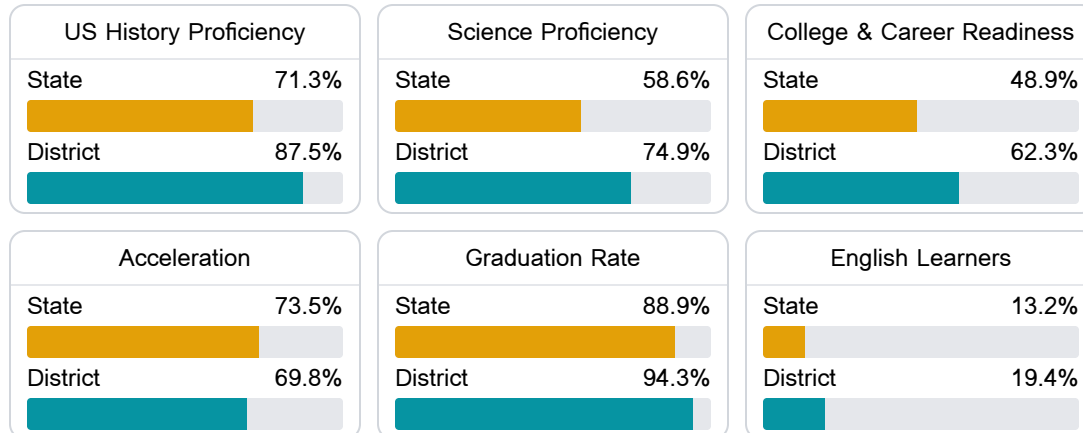 US History Proficiency
State 71.3%
District 87.5%
Science Proficiency
State 58.6%
District 74.9%
College & Career Readiness
State 48.9%
District 62.3%
Acceleration
State 73.5%
District 69.8%
Graduation Rate
State 88.9%
District 94.3%
English Learners
State 13.2%
District 19.4%